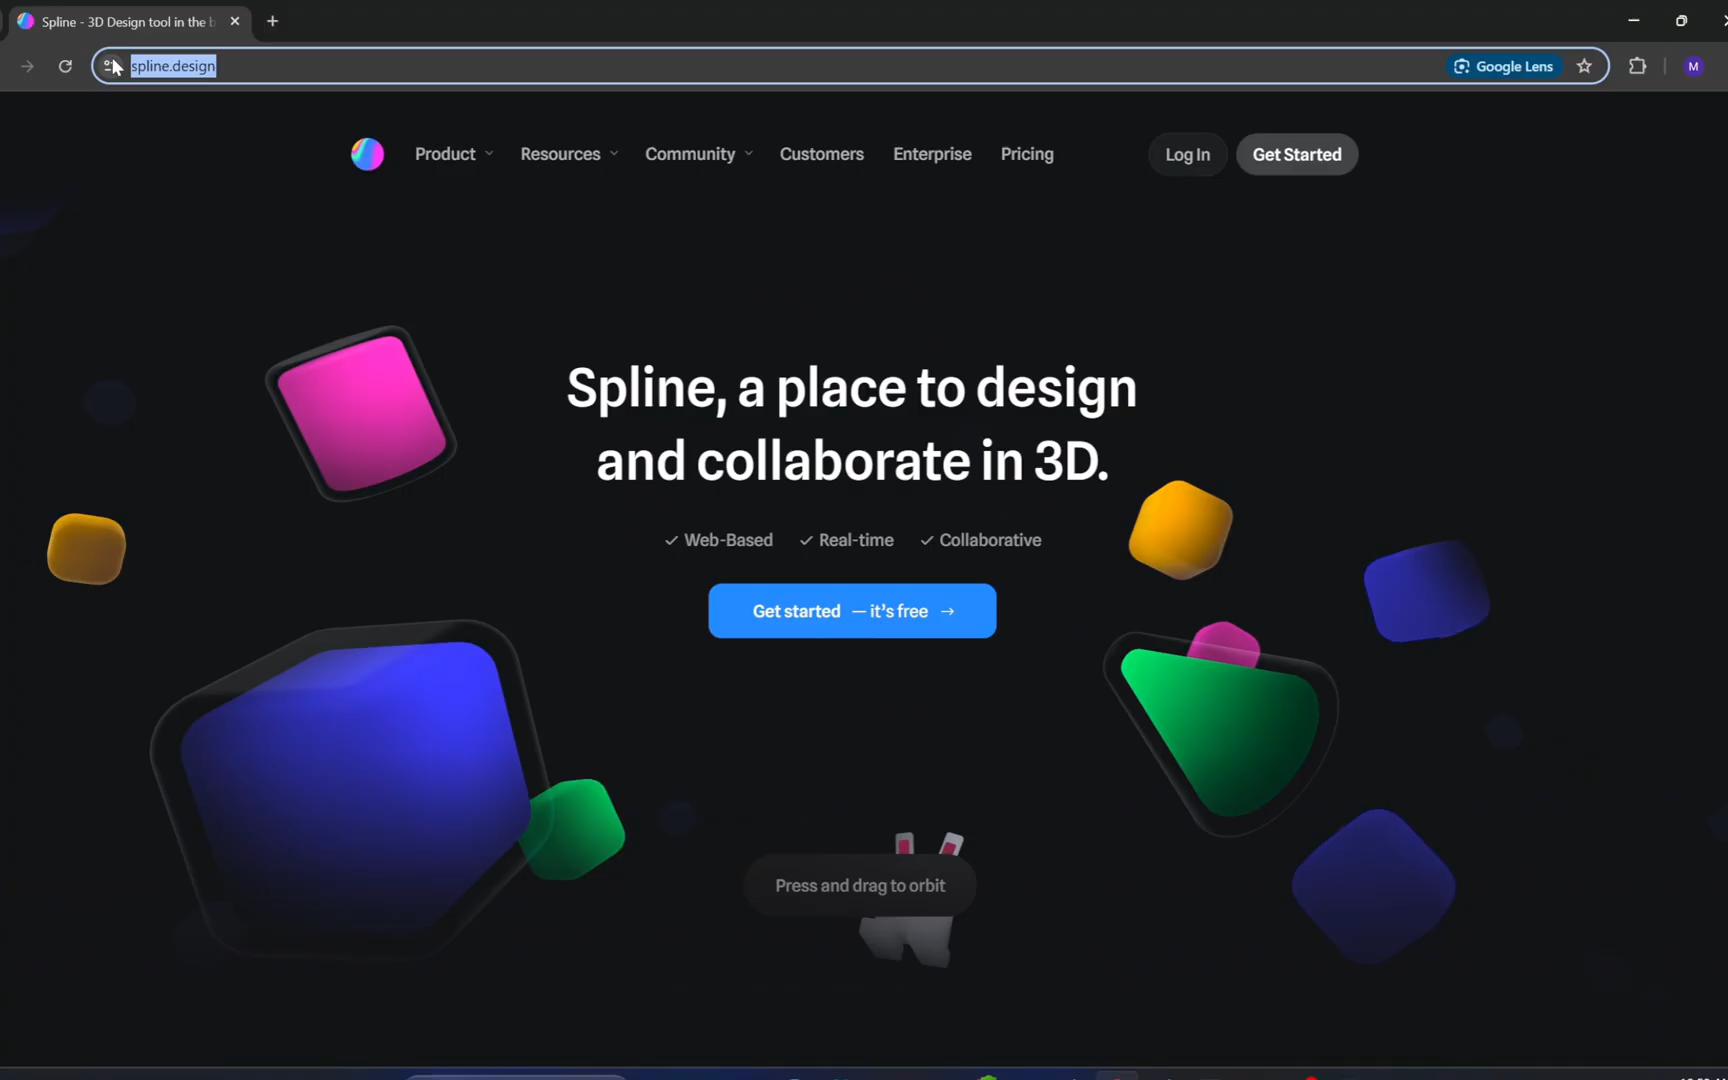 Spline - 3D Design tool in the b
spline.design
Google Lens
M
Product
Resources
Community
Customers
Enterprise
Pricing
Log In
Get Started
Spline, a place to design
and collaborate in 3D.
✓ Web-Based ✓ Real-time ✓ Collaborative
Get started — it's free →
Press and drag to orbit